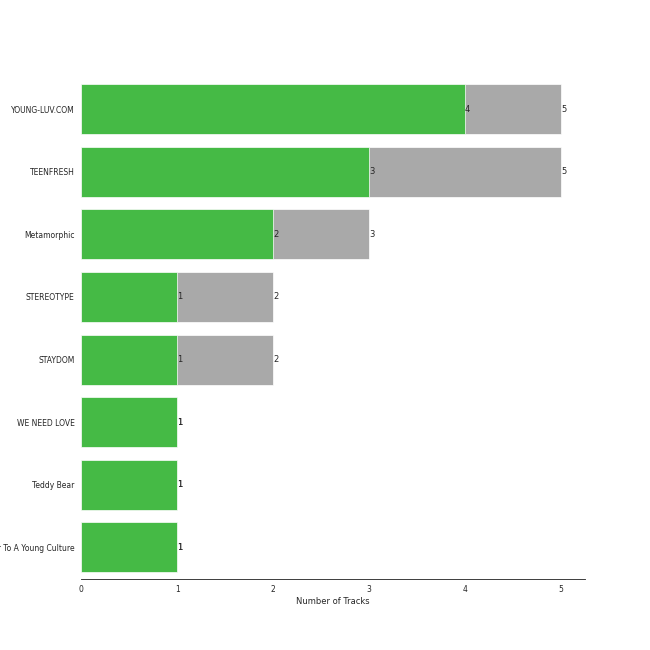 YOUNG-LUV.COM 4 5
TEENFRESH 3 5
Metamorphic 2 3
STEREOTYPE 1 2
STAYDOM 1 2
WE NEED LOVE 1
Teddy Bear 1
To A Young Culture 1
0 1 2 3 4 5
Number of Tracks